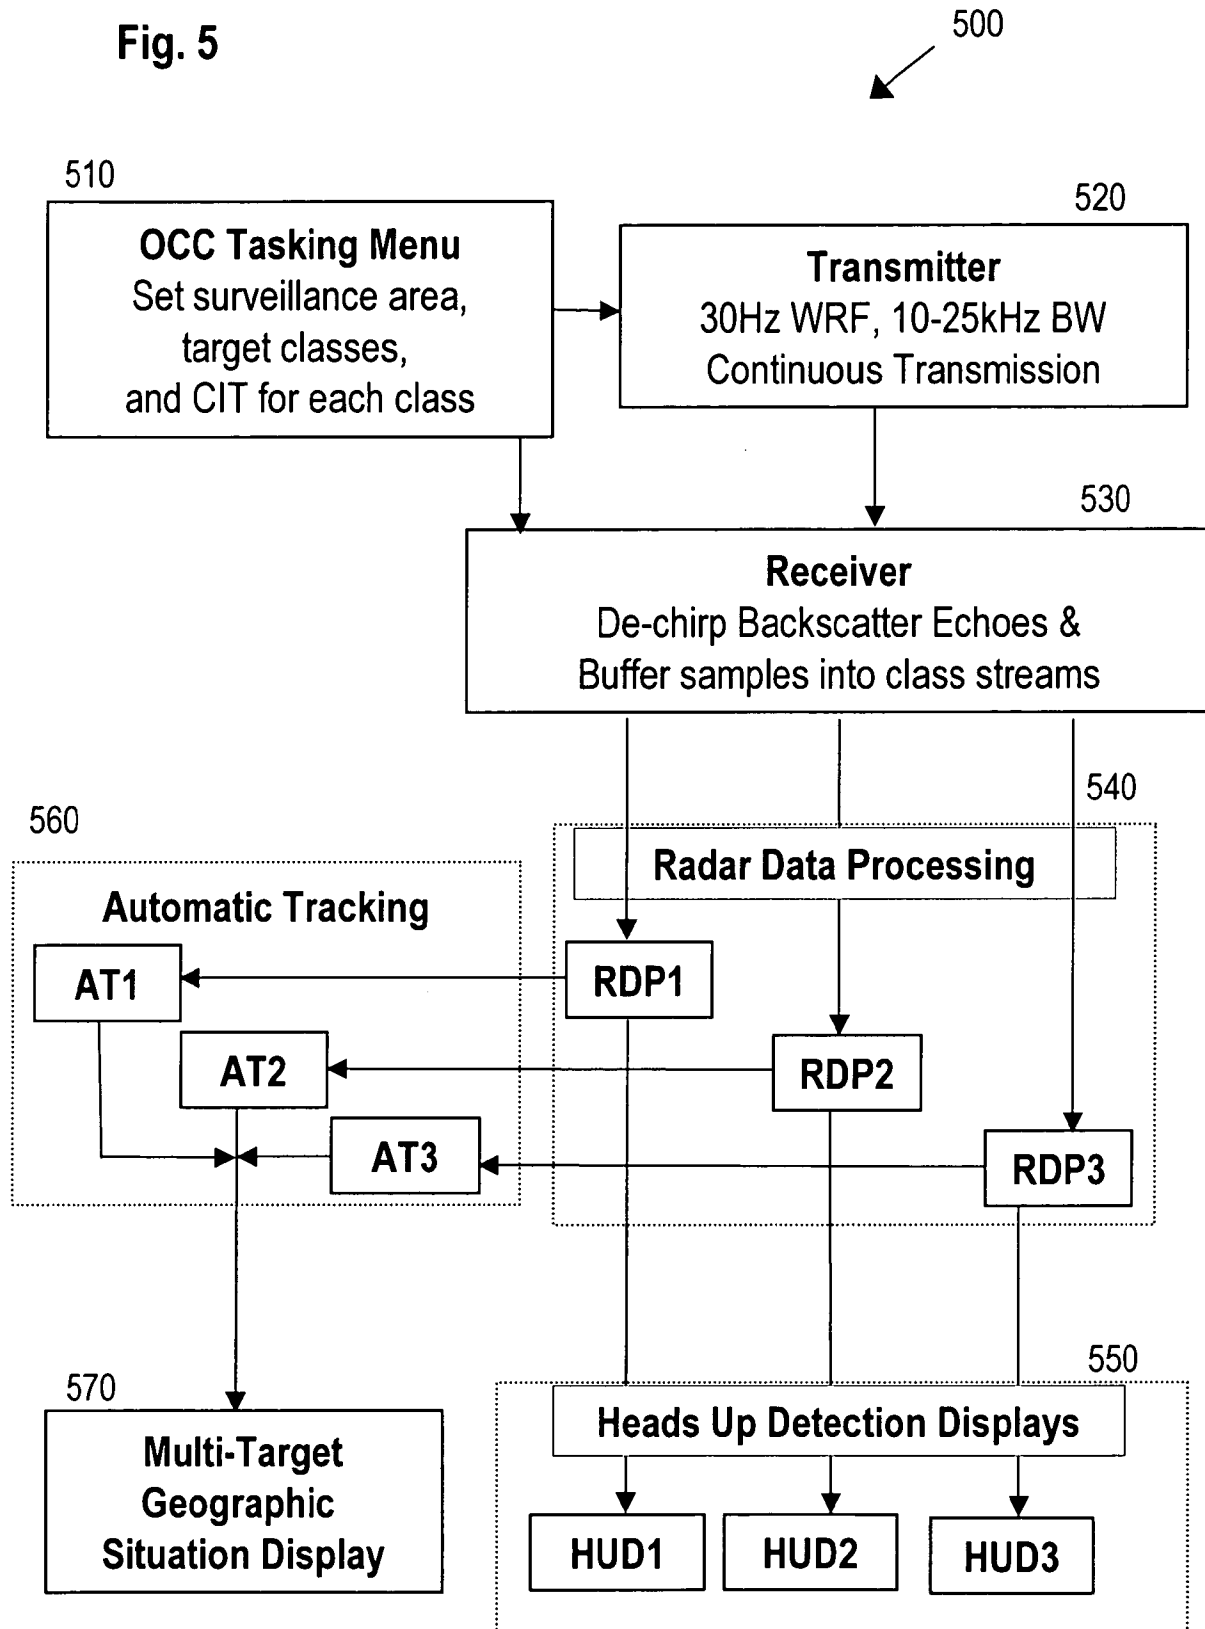 Fig. 5
500
510
OCC Tasking Menu
Set surveillance area,
target classes,
and CIT for each class
520
Transmitter
30Hz WRF, 10-25kHz BW
Continuous Transmission
530
Receiver
De-chirp Backscatter Echoes &
Buffer samples into class streams
540
Radar Data Processing
RDP1
RDP2
RDP3
560
Automatic Tracking
AT1
AT2
AT3
550
Heads Up Detection Displays
HUD1
HUD2
HUD3
570
Multi-Target
Geographic
Situation Display